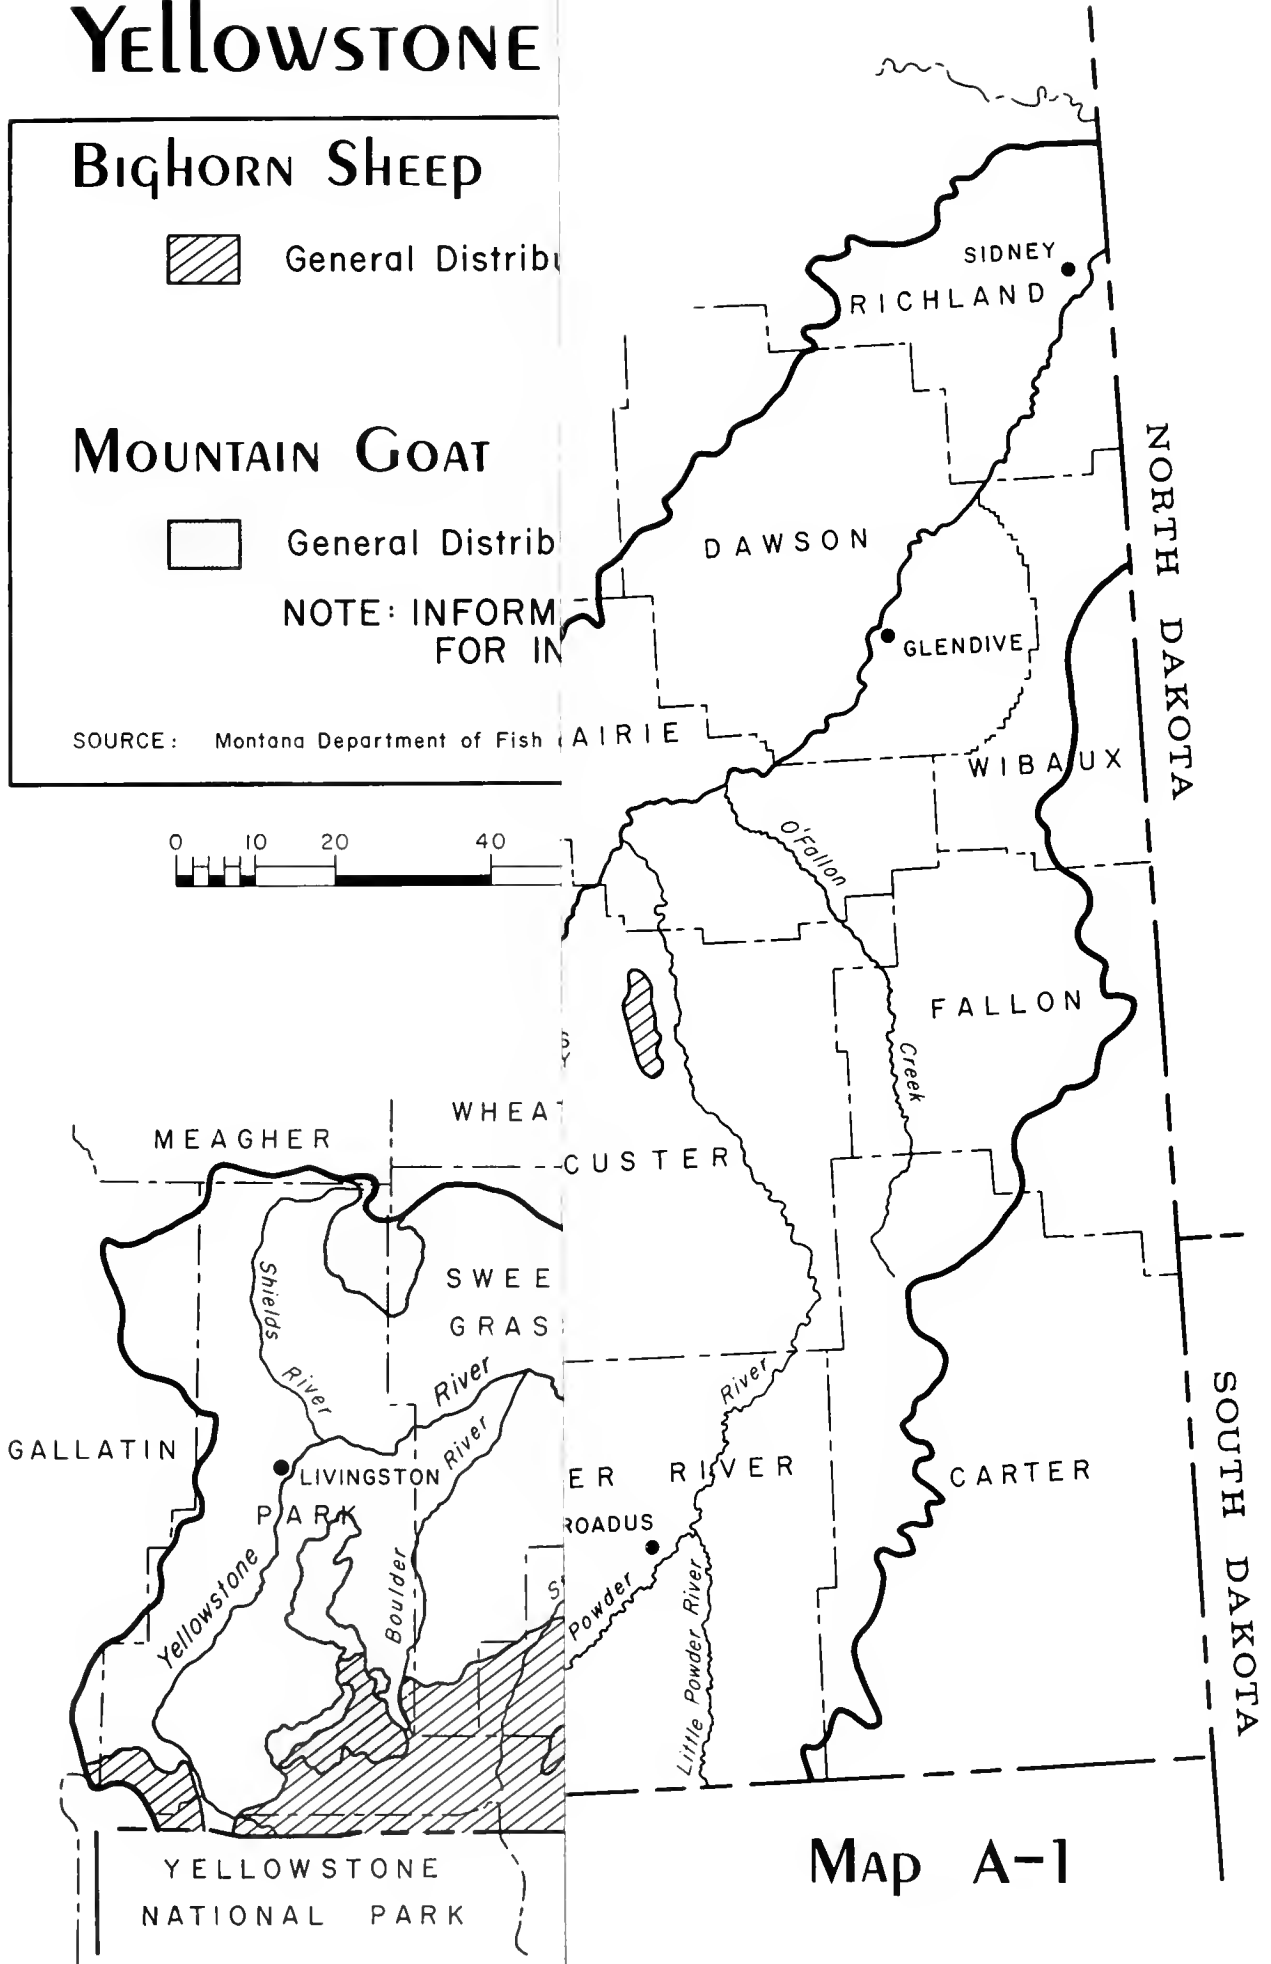 YEllOWSTONE
BIGHORN SHEEP
General Distribu
MOUNTAIN GOAT
General Distrib
NOTE: INFORM
FOR IN
SOURCE: Montana Department of Fish
0 10 20 40
SIDNEY
RICHLAND
NORTH DAKOTA
DAWSON
GLENDIVE
AIRIE
WIBAUX
O'Fallon
Creek
FALLON
S
Y
CUSTER
WHEAT
MEAGHER
SWEE
GRAS
Shields
River
River
River
GALLATIN
LIVINGSTON
PARK
Yellowstone
Boulder
River
ER RIVER
ROADUS
Powder
Little Powder River
CARTER
SOUTH DAKOTA
YELLOWSTONE
NATIONAL PARK
MAP A-1